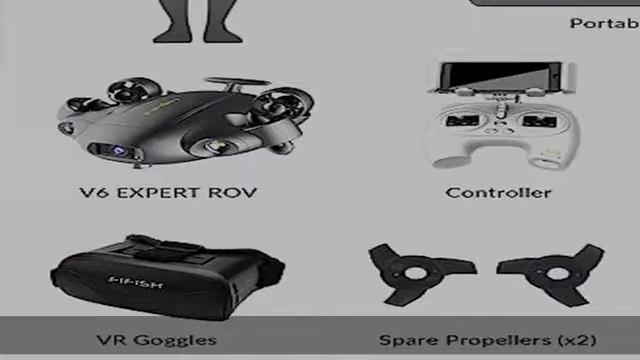 Portab
V6 EXPERT ROV
Controller
FIFISH
VR Goggles
Spare Propellers (x2)